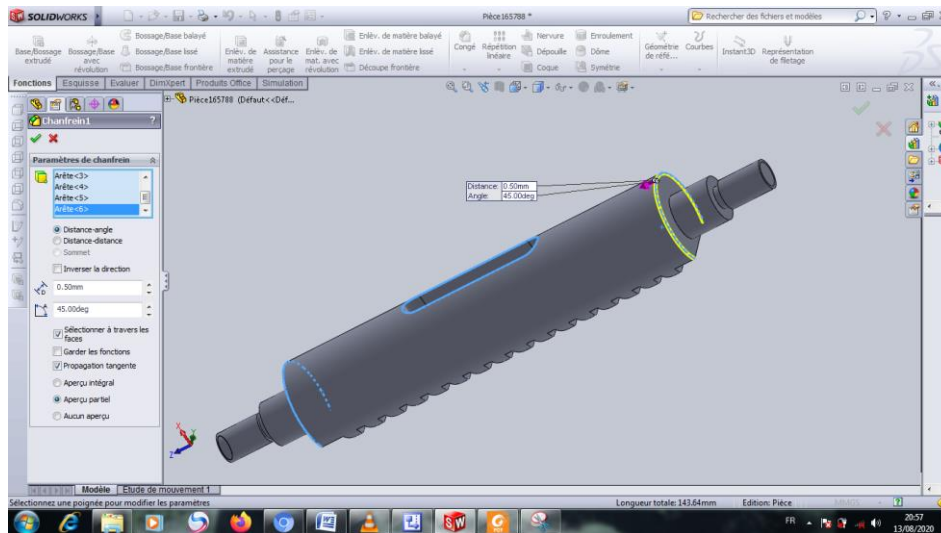 SOLIDWORKS
Pièce165788 *
Rechercher des fichiers et modèles
Base/Bossage extrudé
Bossage/Base avec révolution
Bossage/Base balayé
Bossage/Base lissé
Bossage/Base frontière
Enlèv. de matière extrudé
Assistance pour le perçage
Enlèv. de mat. avec révolution
Enlèv. de matière balayé
Enlèv. de matière lissé
Découpe frontière
Congé
Répétition linéaire
Nervure
Dépouille
Coque
Enroulement
Dôme
Symétrie
Géométrie de réfé...
Courbes
Instant3D
Représentation de filetage
Fonctions
Esquisse
Evaluer
DimXpert
Produits Office
Simulation
Pièce165788 (Défaut<<Déf...
Chanfrein1
?
Paramètres de chanfrein
Arête<3>
Arête<4>
Arête<5>
Arête<6>
Distance-angle
Distance-distance
Sommet
Inverser la direction
0.50mm
45.00deg
Sélectionner à travers les
faces
Garder les fonctions
Propagation tangente
Aperçu intégral
Aperçu partiel
Aucun aperçu
Distance: 0.50mm
Angle: 45.00deg
X
Y
Z
Modèle
Etude de mouvement 1
Sélectionnez une poignée pour modifier les paramètres
Longueur totale: 143.64mm
Edition: Pièce
FR
20:57
13/08/2020